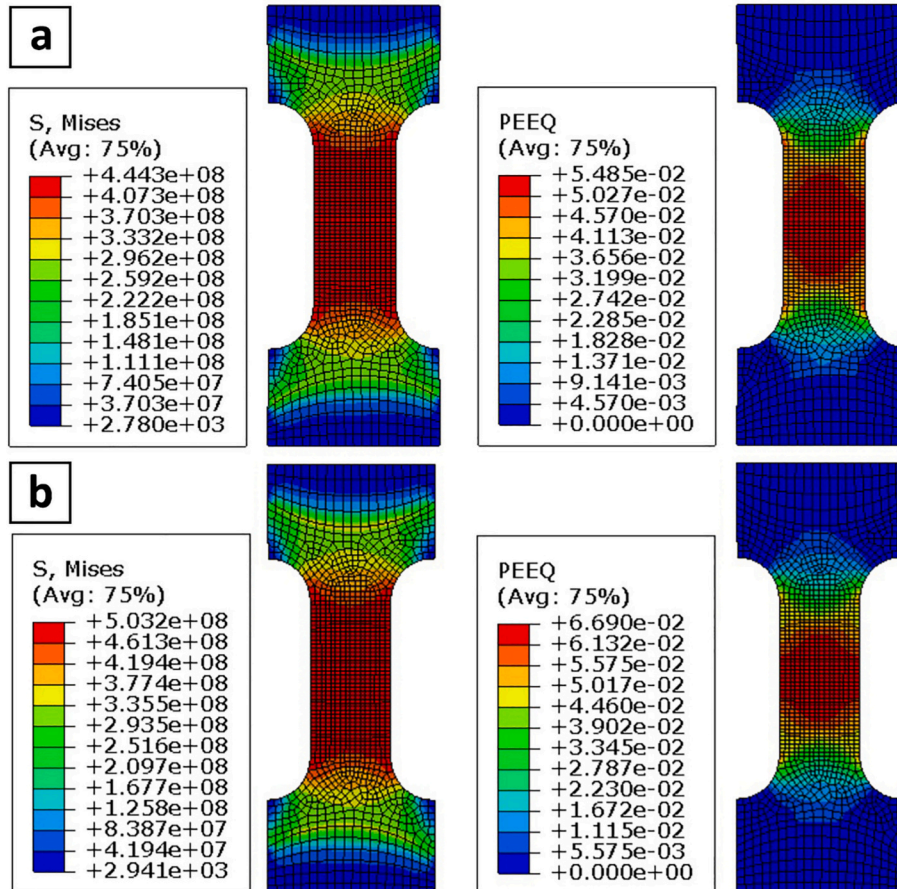 a
S, Mises
(Avg: 75%)
+4.443e+08
+4.073e+08
+3.703e+08
+3.332e+08
+2.962e+08
+2.592e+08
+2.222e+08
+1.851e+08
+1.481e+08
+1.111e+08
+7.405e+07
+3.703e+07
+2.780e+03
PEEQ
(Avg: 75%)
+5.485e-02
+5.027e-02
+4.570e-02
+4.113e-02
+3.656e-02
+3.199e-02
+2.742e-02
+2.285e-02
+1.828e-02
+1.371e-02
+9.141e-03
+4.570e-03
+0.000e+00
b
S, Mises
(Avg: 75%)
+5.032e+08
+4.613e+08
+4.194e+08
+3.774e+08
+3.355e+08
+2.935e+08
+2.516e+08
+2.097e+08
+1.677e+08
+1.258e+08
+8.387e+07
+4.194e+07
+2.941e+03
PEEQ
(Avg: 75%)
+6.690e-02
+6.132e-02
+5.575e-02
+5.017e-02
+4.460e-02
+3.902e-02
+3.345e-02
+2.787e-02
+2.230e-02
+1.672e-02
+1.115e-02
+5.575e-03
+0.000e+00